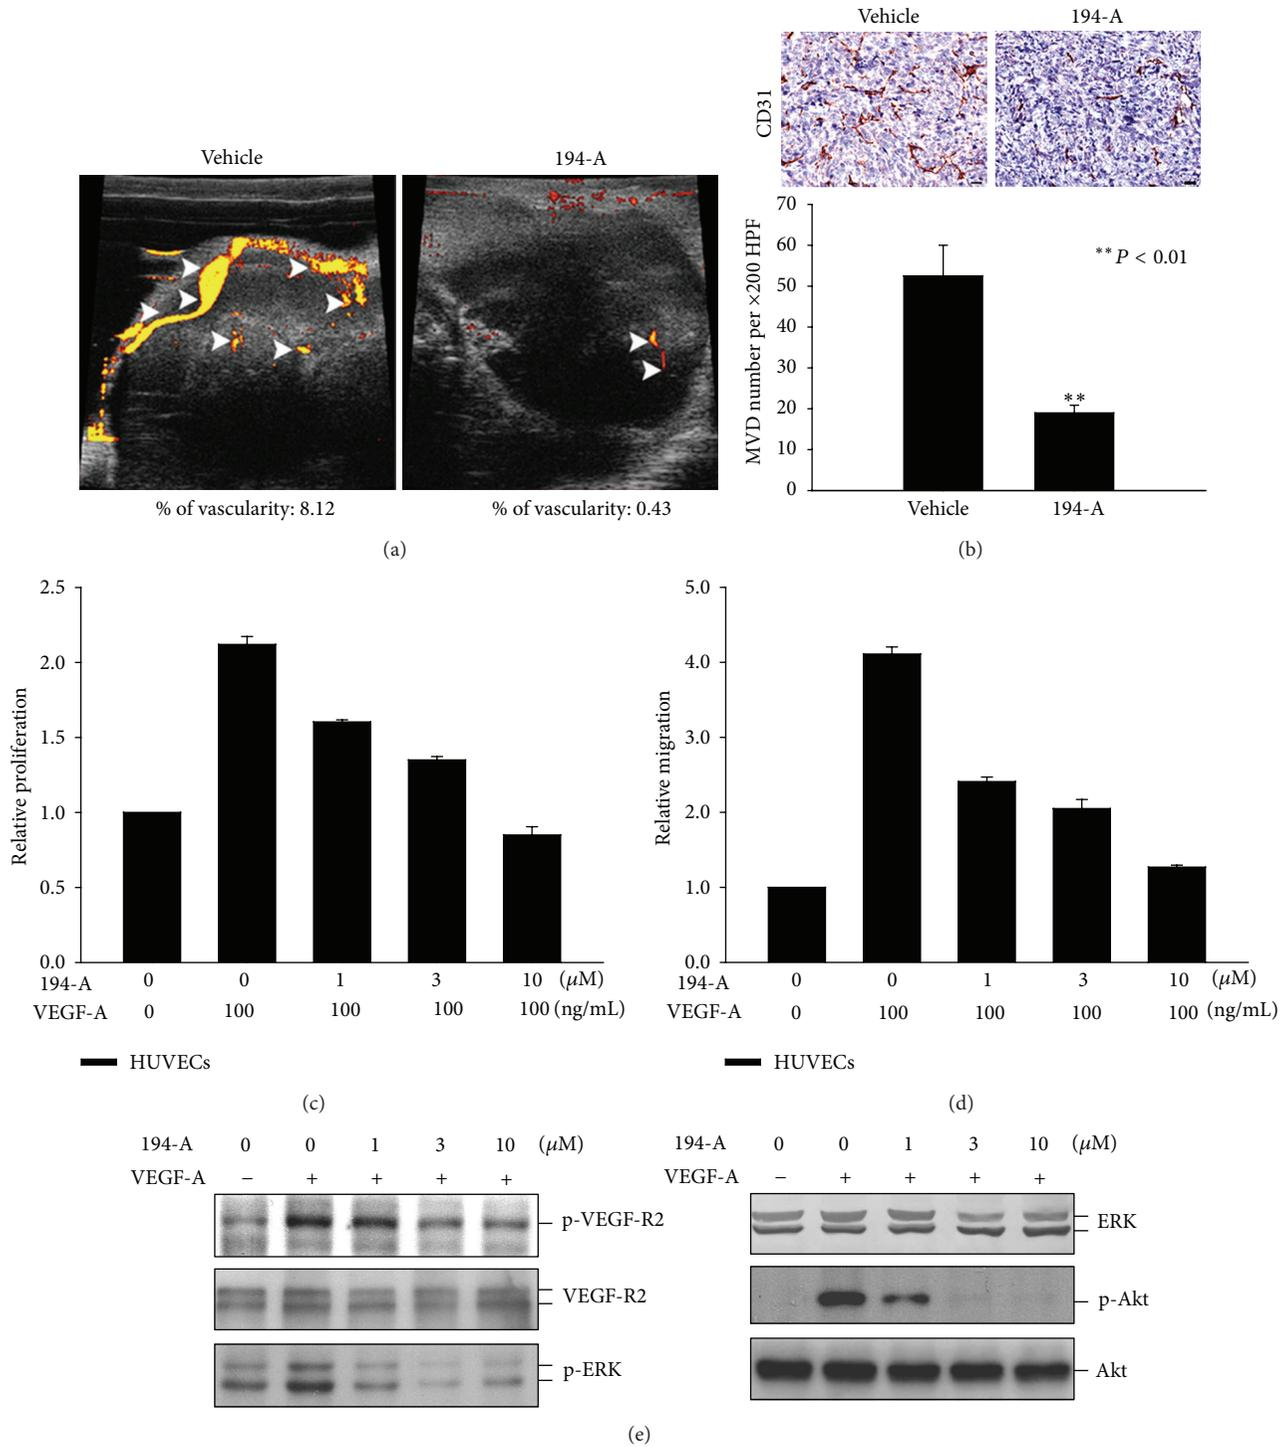 Vehicle 194-A
% of vascularity: 8.12 % of vascularity: 0.43
(a)
Vehicle 194-A
CD31
MVD number per ×200 HPF
70
60
50
40
30
20
10
0
**P < 0.01
**
Vehicle 194-A
(b)
Relative proliferation
2.5
2.0
1.5
1.0
0.5
0.0
194-A 0 0 1 3 10 (μM)
VEGF-A 0 100 100 100 100 (ng/mL)
HUVECs
(c)
Relative migration
5.0
4.0
3.0
2.0
1.0
0.0
194-A 0 0 1 3 10 (μM)
VEGF-A 0 100 100 100 100 (ng/mL)
HUVECs
(d)
194-A 0 0 1 3 10 (μM)
VEGF-A − + + + +
p-VEGF-R2
VEGF-R2
p-ERK
194-A 0 0 1 3 10 (μM)
VEGF-A − + + + +
ERK
p-Akt
Akt
(e)